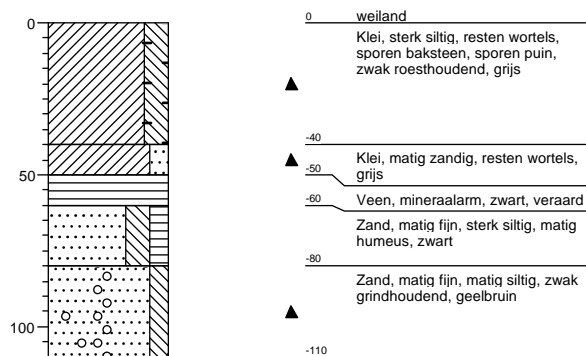 0
50
100
0 weiland
Klei, sterk siltig, resten wortels,
sporen baksteen, sporen puin,
zwak roesthoudend, grijs
-40
Klei, matig zandig, resten wortels,
grijs
-50
Veen, mineraalarm, zwart, veraard
-60
Zand, matig fijn, sterk siltig, matig
humeus, zwart
-80
Zand, matig fijn, matig siltig, zwak
grindhoudend, geelbruin
-110